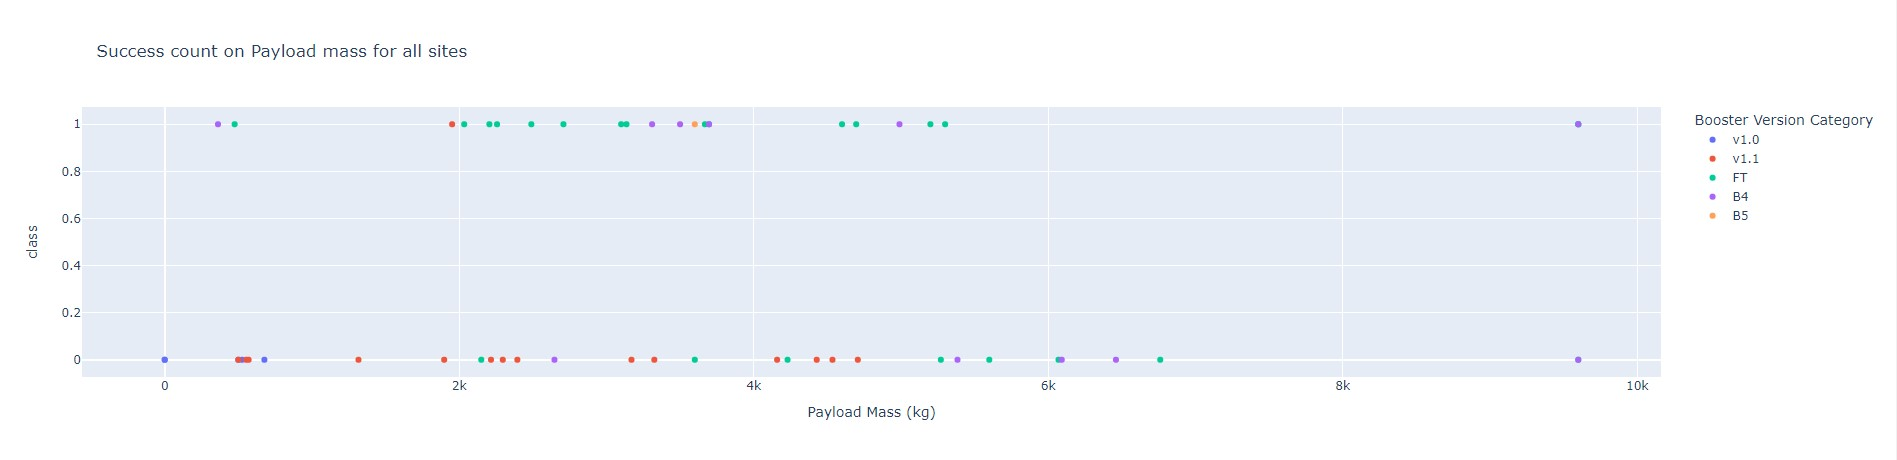 Success count on Payload mass for all sites
1
0.8
0.6
0.4
0.2
0
class
0
2k
4k
6k
8k
10k
Payload Mass (kg)
Booster Version Category
v1.0
v1.1
FT
B4
B5